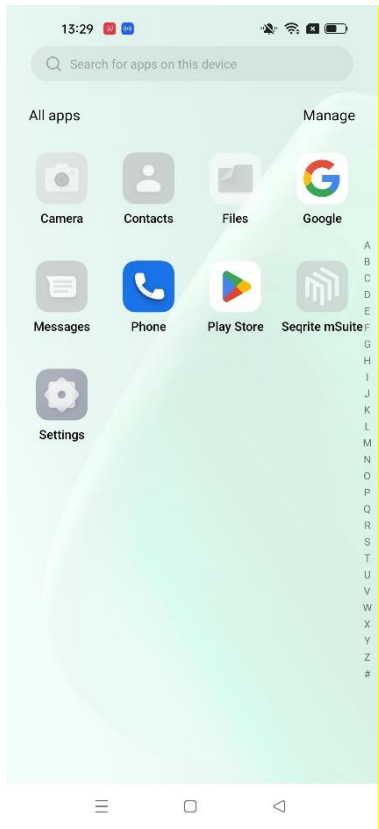 13:29
Search for apps on this device
All apps
Manage
Camera
Contacts
Files
Google
Messages
Phone
Play Store
Seqrite mSuite
Settings
A
B
C
D
E
F
G
H
I
J
K
L
M
N
O
P
Q
R
S
T
U
V
W
X
Y
Z
#